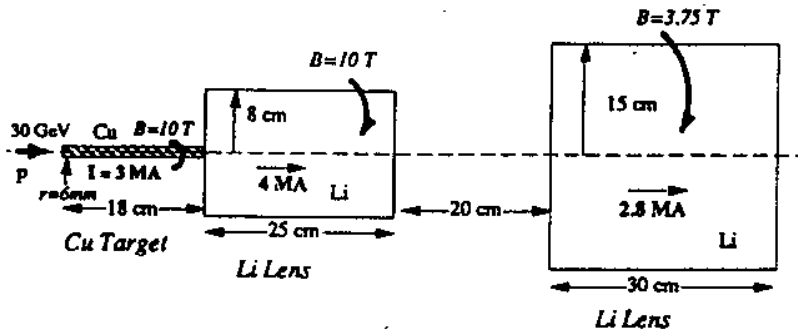 B=3.75 T
B=10 T
8 cm
15 cm
30 GeV
Cu
B=10 T
p
I = 3 MA
4 MA
Li
r=6mm
18 cm
20 cm
2.8 MA
Cu Target
25 cm
Li
Li Lens
30 cm
Li Lens